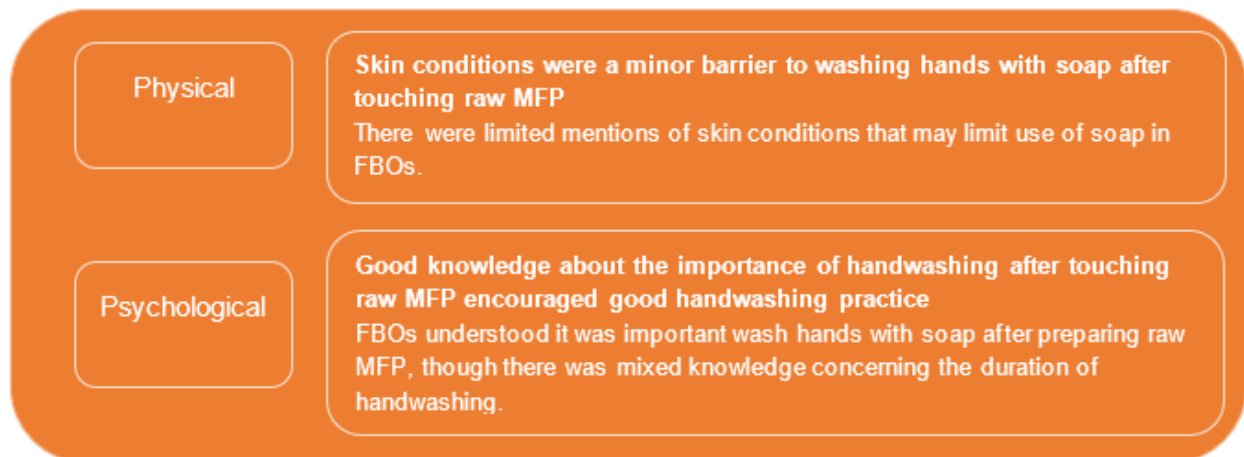 Physical
Skin conditions were a minor barrier to washing hands with soap after
touching raw MFP
There were limited mentions of skin conditions that may limit use of soap in
FBOs.
Psychological
Good knowledge about the importance of handwashing after touching
raw MFP encouraged good handwashing practice
FBOs understood it was important wash hands with soap after preparing raw
MFP, though there was mixed knowledge concerning the duration of
handwashing.